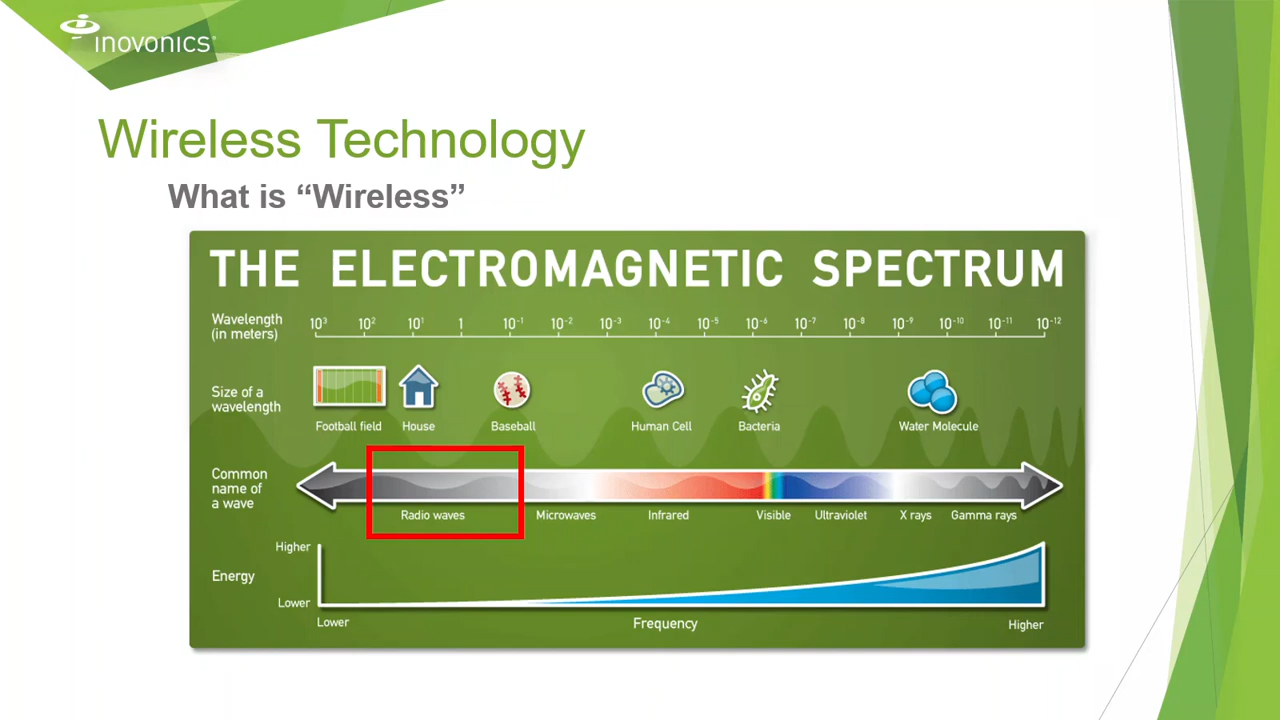 inovonics
Wireless Technology
What is “Wireless”
THE ELECTROMAGNETIC SPECTRUM
Wavelength
(in meters)
10³ 10² 10¹ 1 10⁻¹ 10⁻² 10⁻³ 10⁻⁴ 10⁻⁵ 10⁻⁶ 10⁻⁷ 10⁻⁸ 10⁻⁹ 10⁻¹⁰ 10⁻¹¹ 10⁻¹²
Size of a
wavelength
Football field House Baseball Human Cell Bacteria Water Molecule
Common
name of
a wave
Radio waves Microwaves Infrared Visible Ultraviolet X rays Gamma rays
Higher
Energy
Lower
Lower Frequency Higher